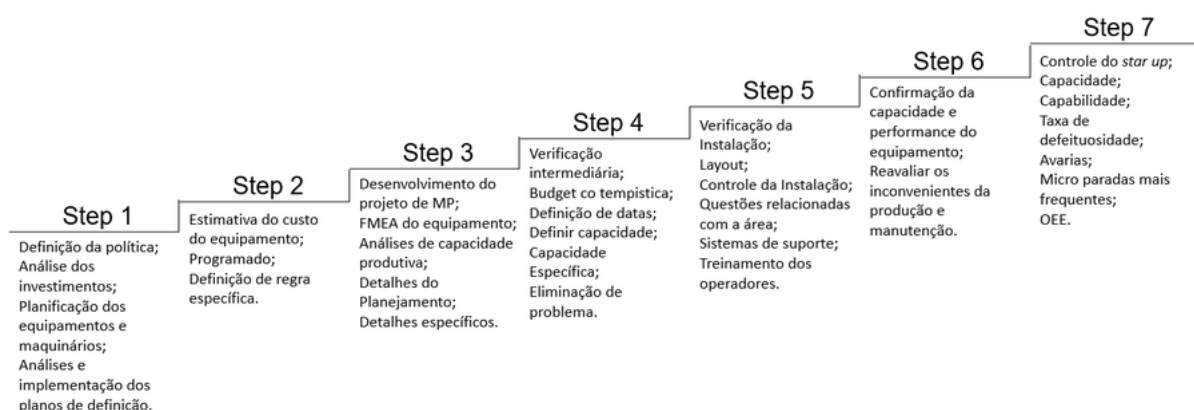 Step 1
Definição da política;
Análise dos
investimentos;
Planificação dos
equipamentos e
maquinários;
Análises e
implementação dos
planos de definição.
Step 2
Estimativa do custo
do equipamento;
Programado;
Definição de regra
específica.
Step 3
Desenvolvimento do
projeto de MP;
FMEA do equipamento;
Análises de capacidade
produtiva;
Detalhes do
Planejamento;
Detalhes específicos.
Step 4
Verificação
intermediária;
Budget co tempistica;
Definição de datas;
Definir capacidade;
Capacidade
Específica;
Eliminação de
problema.
Step 5
Verificação da
Instalação;
Layout;
Controle da Instalação;
Questões relacionadas
com a área;
Sistemas de suporte;
Treinamento dos
operadores.
Step 6
Confirmação da
capacidade e
performance do
equipamento;
Reavaliar os
inconvenientes da
produção e
manutenção.
Step 7
Controle do star up;
Capacidade;
Capabilidade;
Taxa de
defeituosidade;
Avarias;
Micro paradas mais
frequentes;
OEE.